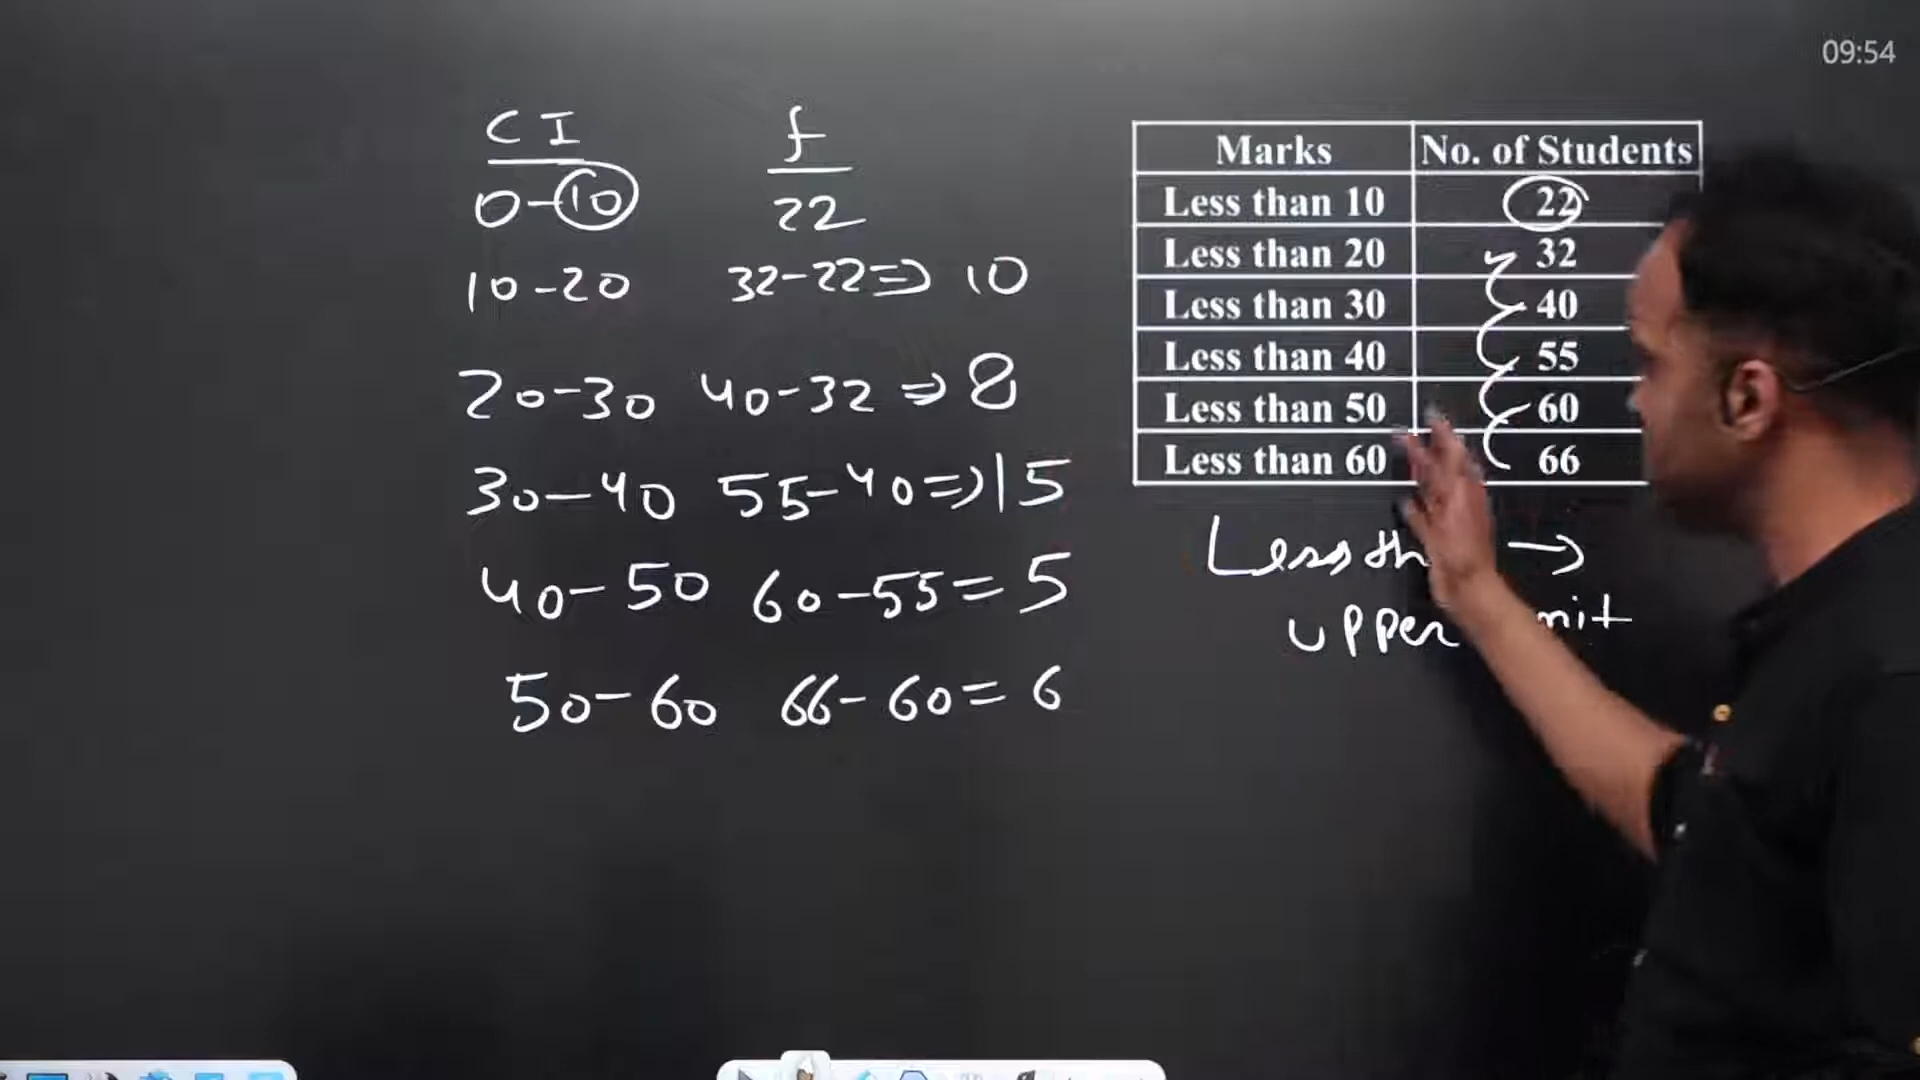 09:54
C I f
0-10 22
10-20 32-22⇒ 10
20-30 40-32 ⇒ 8
30-40 55-40⇒15
40-50 60-55=5
50-60 66-60=6
Marks No. of Students
Less than 10 22
Less than 20 32
Less than 30 40
Less than 40 55
Less than 50 60
Less than 60 66
Less →
upper